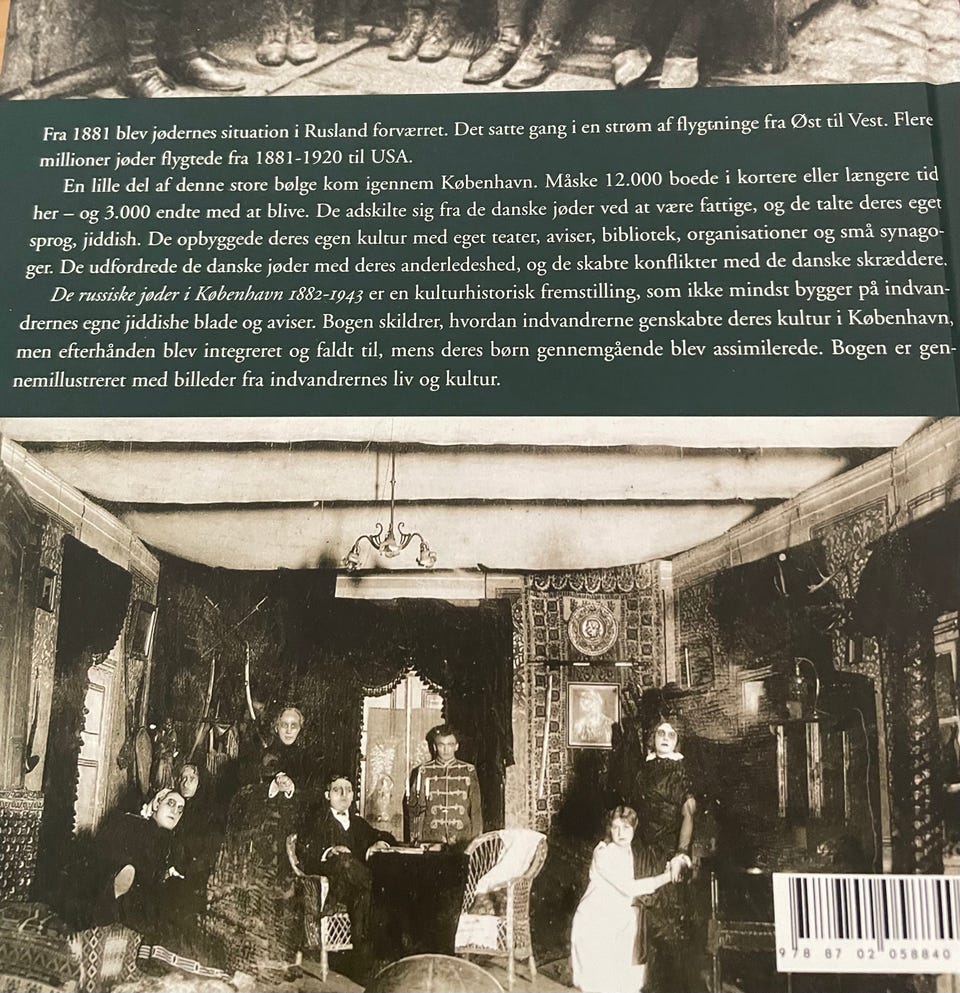 Fra 1881 blev jødernes situation i Rusland forværret. Det satte gang i en strøm af flygtninge fra Øst til Vest. Flere
millioner jøder flygtede fra 1881-1920 til USA.
En lille del af denne store bølge kom igennem København. Måske 12.000 boede i kortere eller længere tid
her – og 3.000 endte med at blive. De adskilte sig fra de danske jøder ved at være fattige, og de talte deres eget
sprog, jiddish. De opbyggede deres egen kultur med eget teater, aviser, bibliotek, organisationer og små synago-
ger. De udfordrede de danske jøder med deres anderledeshed, og de skabte konflikter med de danske skræddere.
De russiske jøder i København 1882-1943 er en kulturhistorisk fremstilling, som ikke mindst bygger på indvan-
drernes egne jiddishe blade og aviser. Bogen skildrer, hvordan indvandrerne genskabte deres kultur i København,
men efterhånden blev integreret og faldt til, mens deres børn gennemgående blev assimilerede. Bogen er gen-
nemillustreret med billeder fra indvandrernes liv og kultur.
9 78 87 02 058840